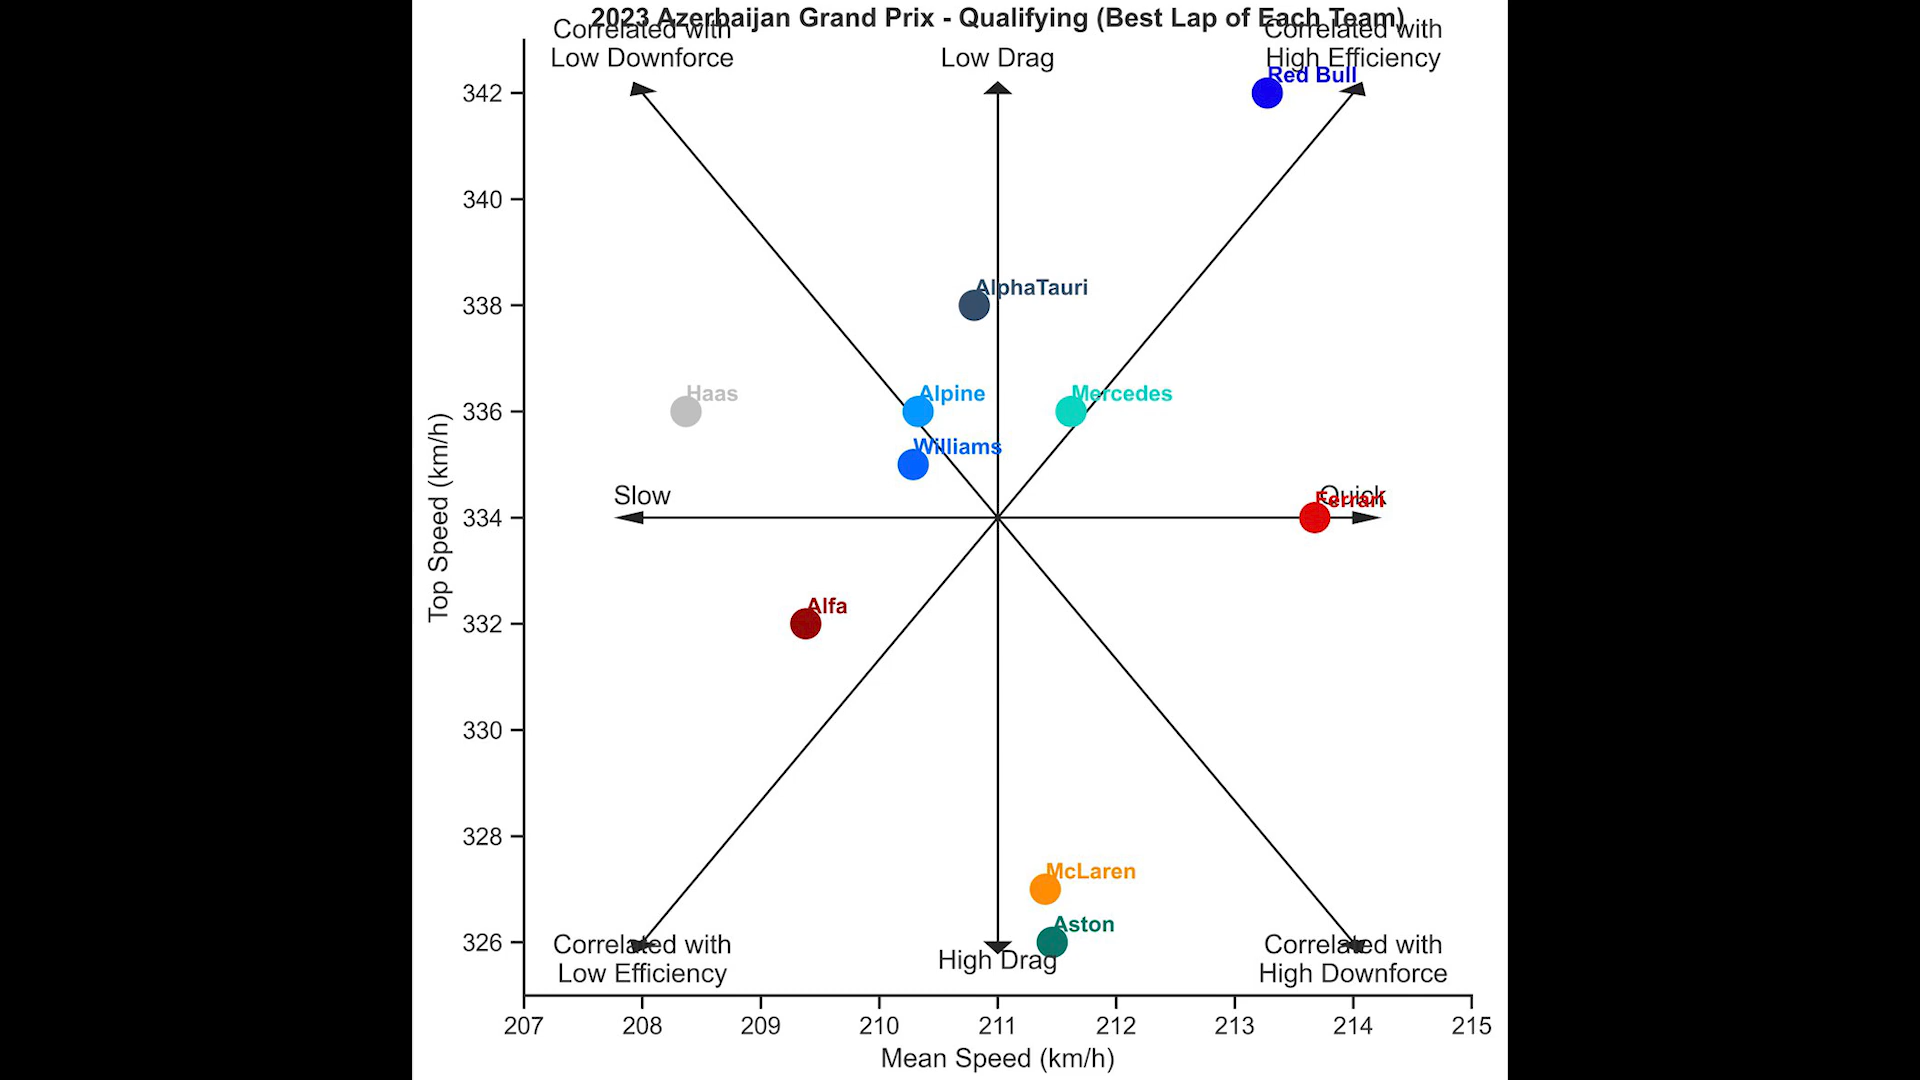 2023 Azerbaijan Grand Prix - Qualifying (Best Lap of Each Team)
Correlated with
Low Downforce
Low Drag
Correlated with
High Efficiency
Red Bull
342
340
AlphaTauri
338
Haas
Alpine
Mercedes
336
Williams
Slow
Quick
Ferrari
334
Top Speed (km/h)
Alfa
332
330
328
McLaren
Aston
326
Correlated with
Low Efficiency
High Drag
Correlated with
High Downforce
207 208 209 210 211 212 213 214 215
Mean Speed (km/h)